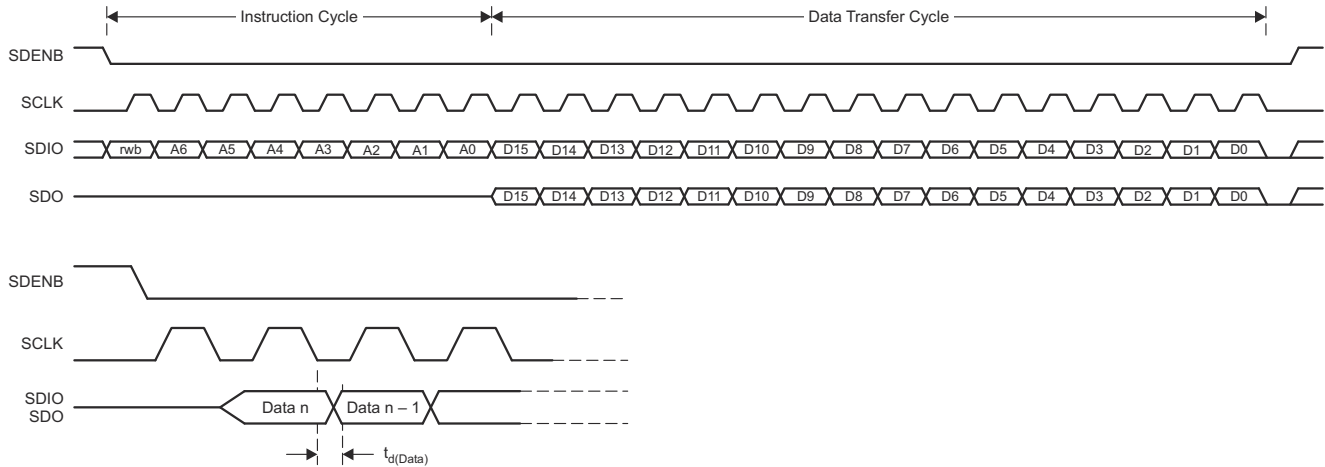 Instruction Cycle Data Transfer Cycle
SDENB
SCLK
SDIO rwb A6 A5 A4 A3 A2 A1 A0 D15 D14 D13 D12 D11 D10 D9 D8 D7 D6 D5 D4 D3 D2 D1 D0
SDO D15 D14 D13 D12 D11 D10 D9 D8 D7 D6 D5 D4 D3 D2 D1 D0
SDENB
SCLK
SDIO
SDO
Data n Data n – 1
td(Data)